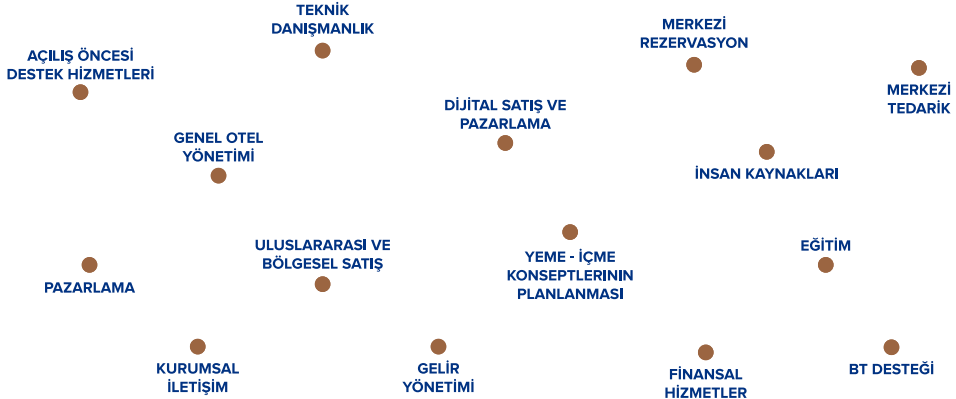 TEKNİK
DANIŞMANLIK
MERKEZİ
REZERVASYON
AÇILIŞ ÖNCESİ
DESTEK HİZMETLERİ
MERKEZİ
TEDARİK
DİJİTAL SATIŞ VE
PAZARLAMA
GENEL OTEL
YÖNETİMİ
İNSAN KAYNAKLARI
ULUSLARARASI VE
BÖLGESEL SATIŞ
YEME - İÇME
KONSEPTLERININ
PLANLANMASI
EĞİTİM
PAZARLAMA
KURUMSAL
İLETİŞİM
GELİR
YÖNETİMİ
FİNANSAL
HİZMETLER
BT DESTEĞİ